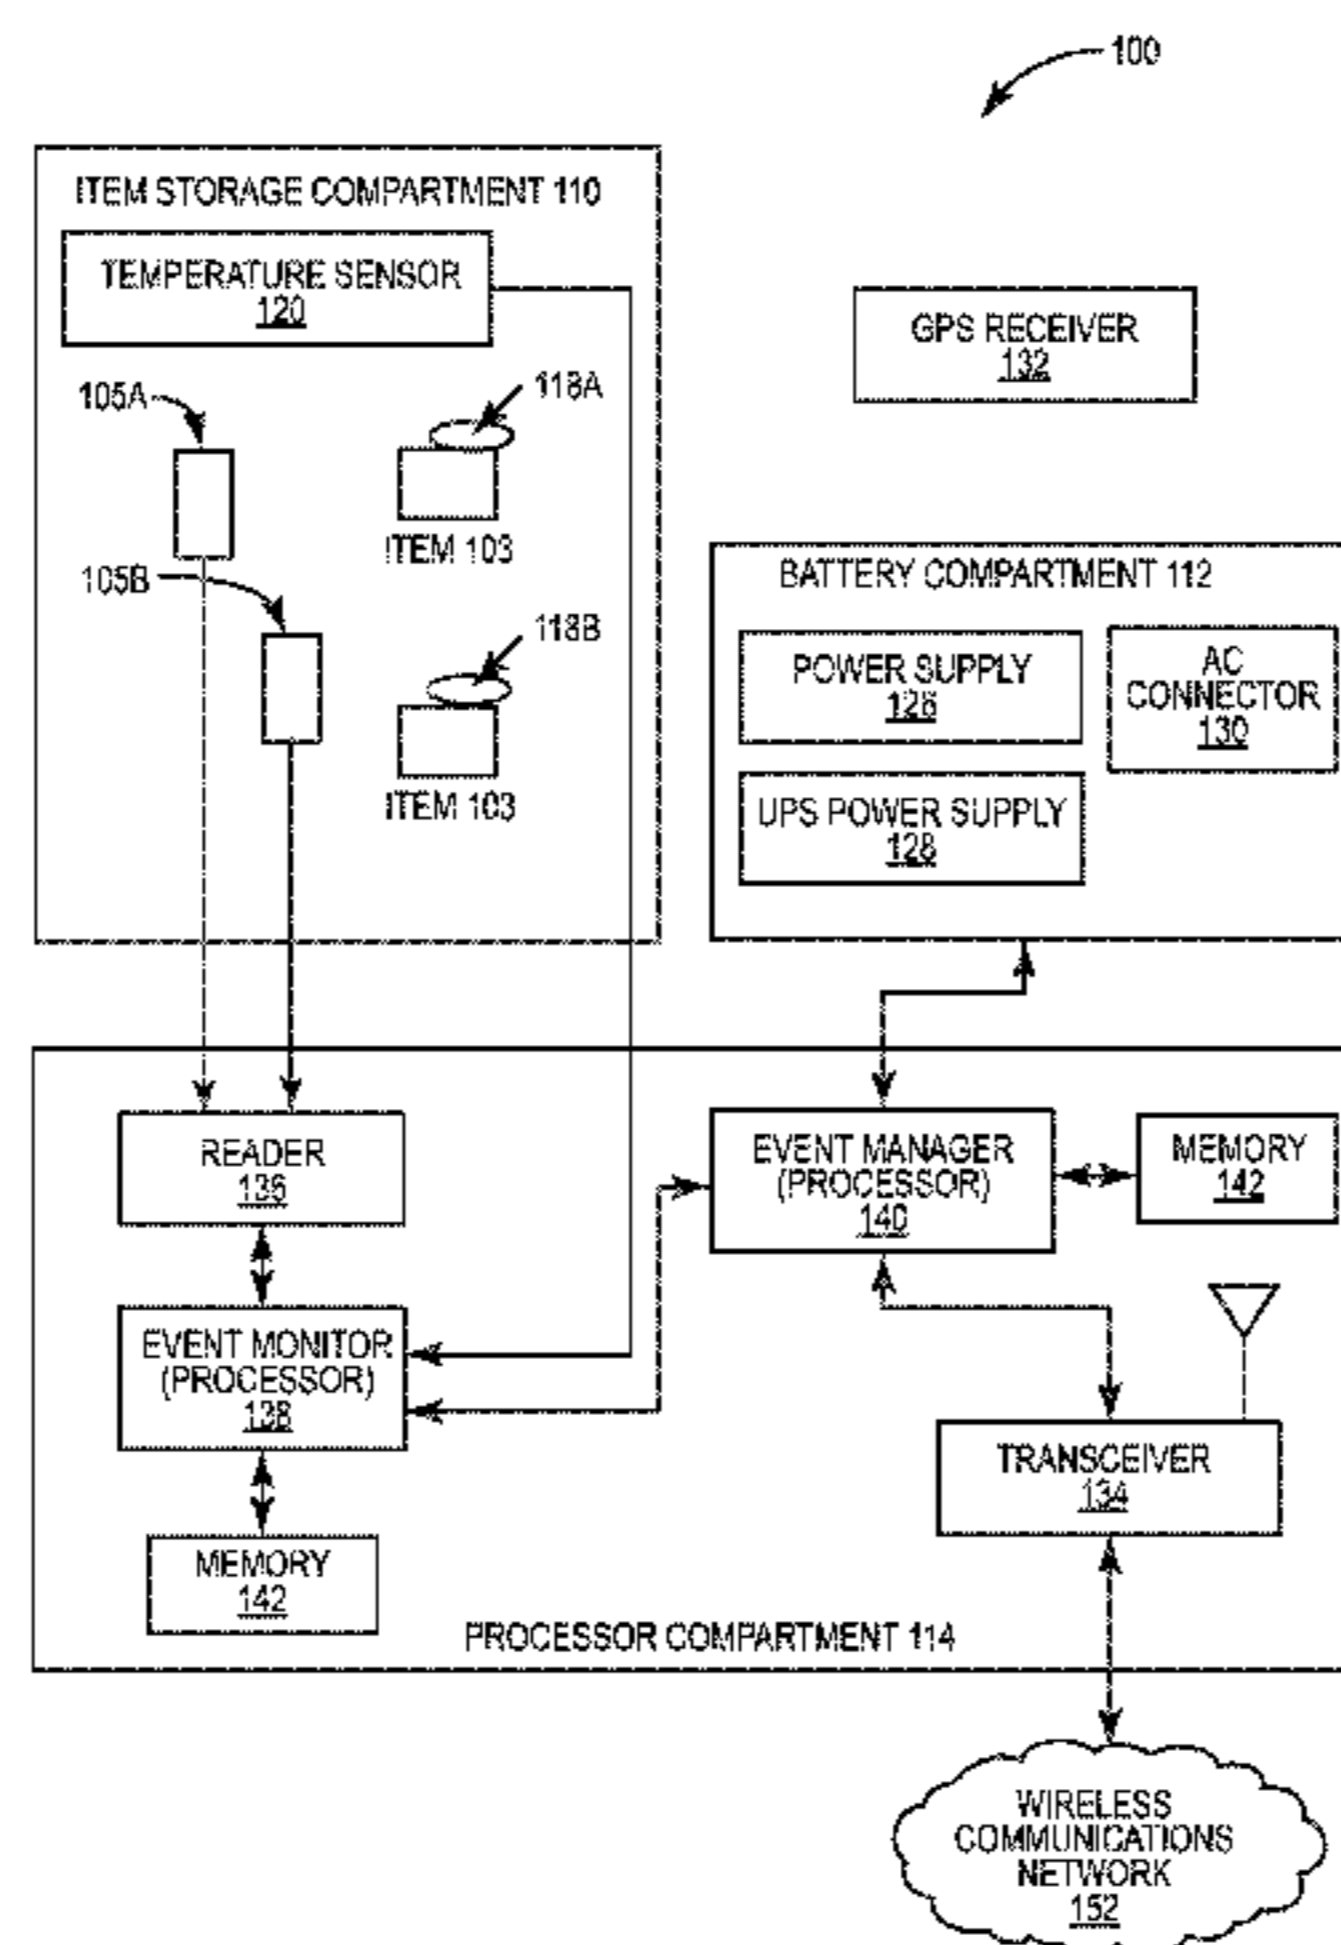 100
ITEM STORAGE COMPARTMENT 110
TEMPERATURE SENSOR
120
105A
118A
ITEM 103
105B
118B
ITEM 103
GPS RECEIVER
132
BATTERY COMPARTMENT 112
POWER SUPPLY
126
AC
CONNECTOR
130
UPS POWER SUPPLY
128
READER
136
EVENT MANAGER
(PROCESSOR)
140
MEMORY
142
EVENT MONITOR
(PROCESSOR)
138
TRANSCEIVER
134
MEMORY
142
PROCESSOR COMPARTMENT 114
WIRELESS
COMMUNICATIONS
NETWORK
152